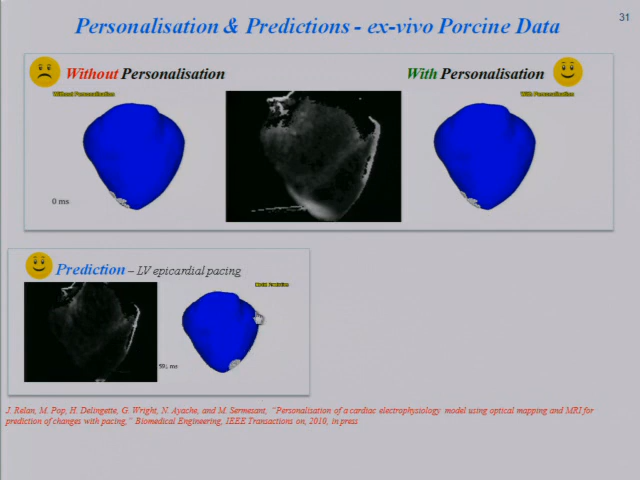 31
Personalisation & Predictions - ex-vivo Porcine Data
Without Personalisation
With Personalisation
Without Personalisation
With Personalisation
0 ms
Prediction – LV epicardial pacing
ms
J. Relan, M. Pop, H. Delingette, G. Wright, N. Ayache, and M. Sermesant, "Personalisation of a cardiac electrophysiology model using optical mapping and MRI for
prediction of changes with pacing," Biomedical Engineering, IEEE Transactions on, 2010, in press